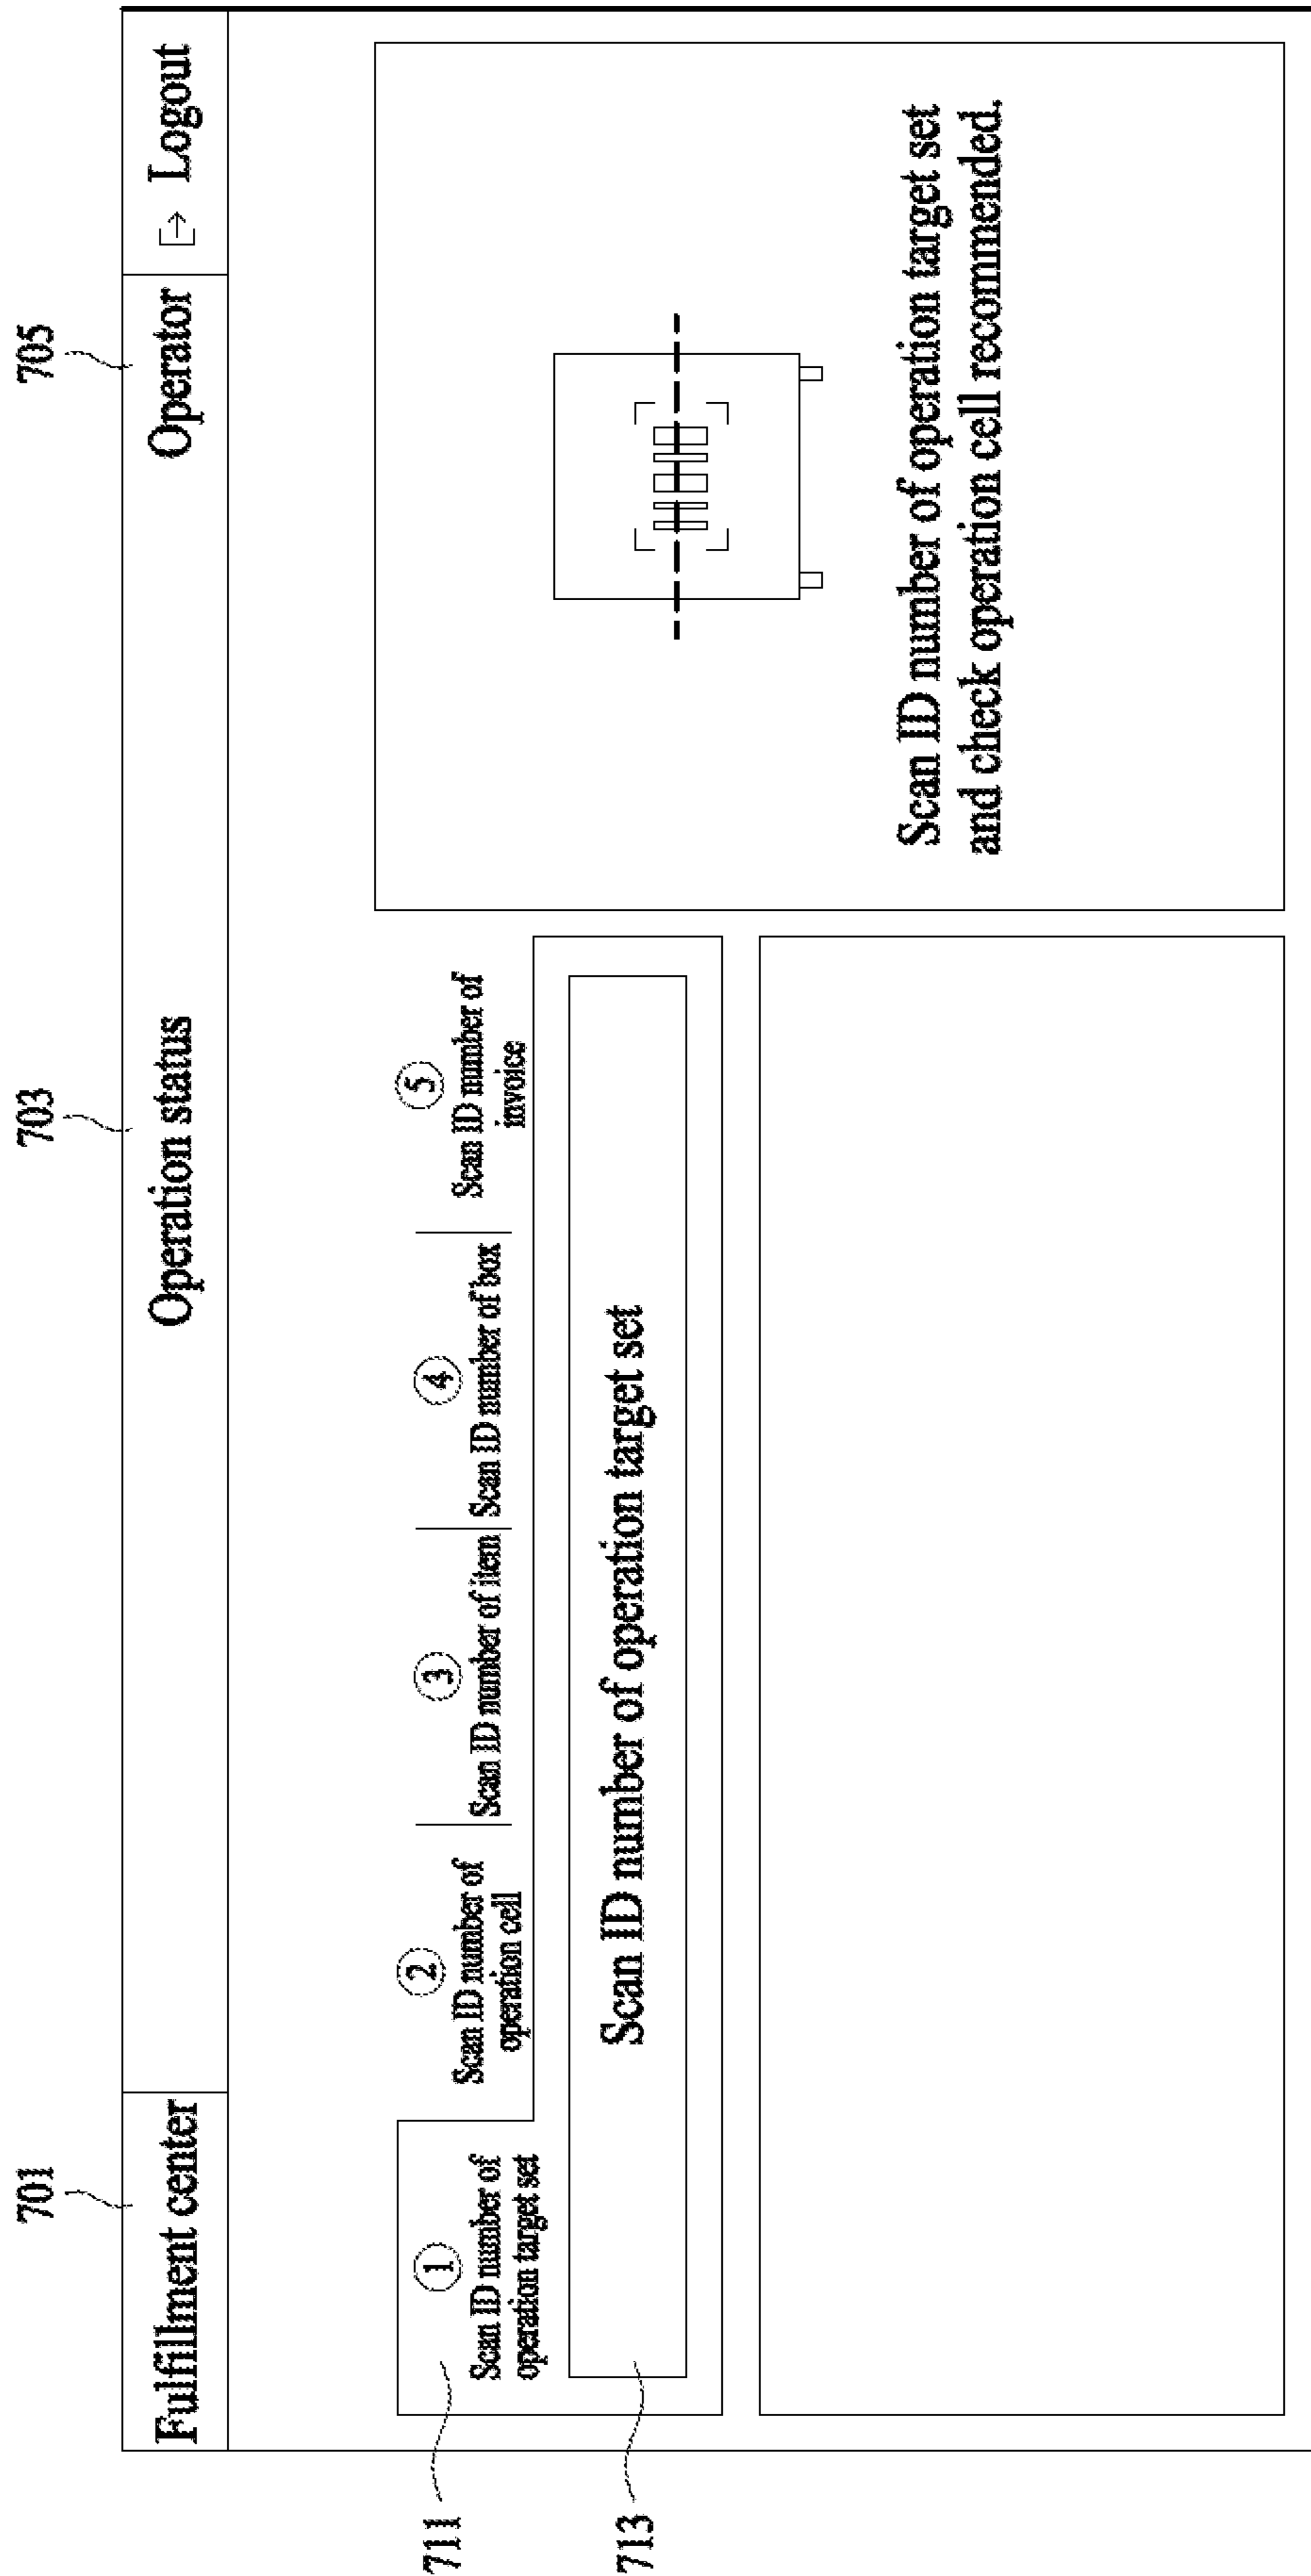 701
703
705
Fulfillment center
Operation status
Operator
Logout
711
1
Scan ID number of
operation target set
2
Scan ID number of
operation cell
3
Scan ID number of item
4
Scan ID number of box
5
Scan ID number of
invoice
713
Scan ID number of operation target set
Scan ID number of operation target set
and check operation cell recommended.